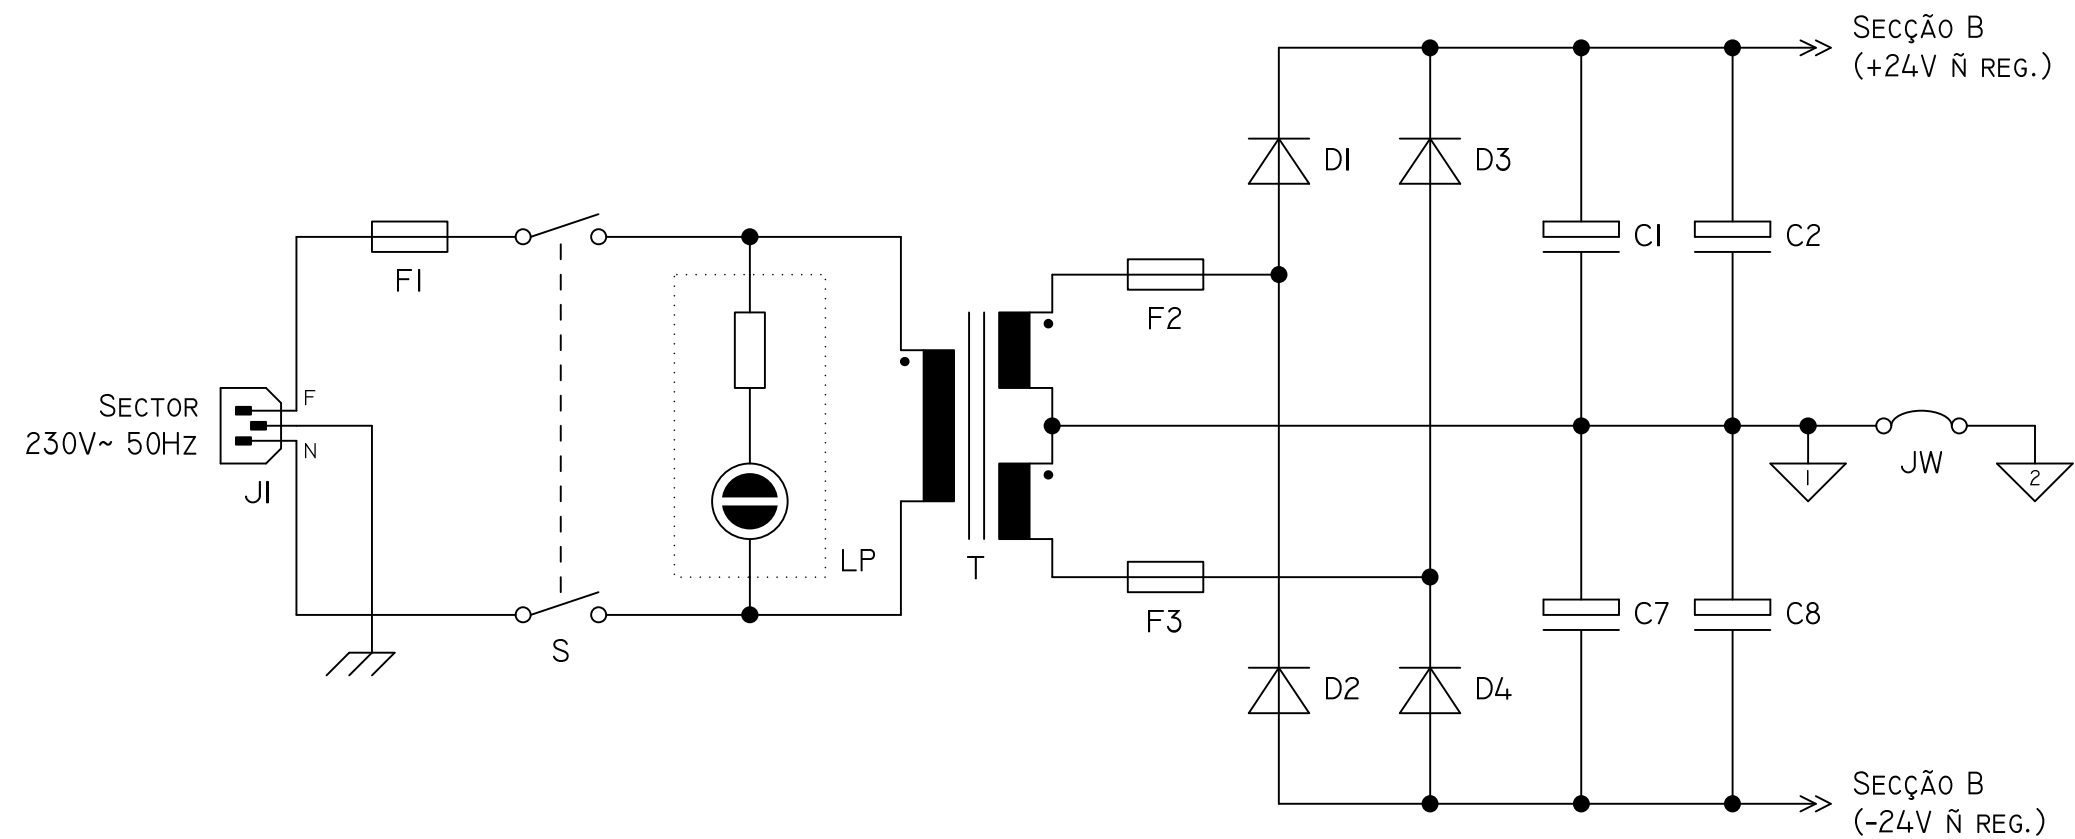 SECÇÃO B
(+24V Ñ REG.)
D1
D3
C1
C2
F1
F2
F
SECTOR
230V~ 50HZ
N
J1
JW
1
2
LP
T
F3
S
C7
C8
D2
D4
SECÇÃO B
(-24V Ñ REG.)